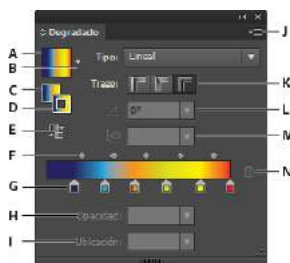 Degradado
J
A
Tipo: Lineal
B
Trazo:
K
C
D
0°
L
E
M
F
N
G
H
Opacidad:
I
Ubicación: